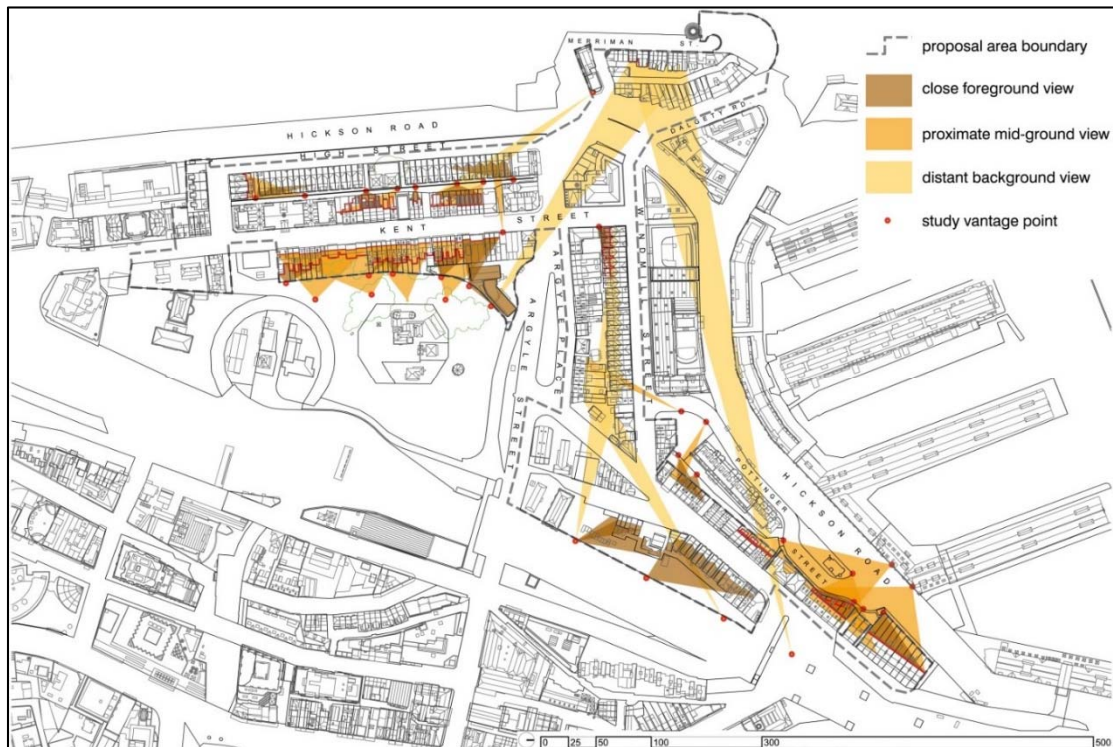 MERRIMAN ST.
proposal area boundary
close foreground view
proximate mid-ground view
distant background view
study vantage point
HICKSON ROAD
HIGH STREET
DALGETY RD
KENT STREET
WINDMILL STREET
ARGYLE PLACE
ARGYLE STREET
POTTINGER STREET
HICKSON ROAD
0 25 50 100 300 500